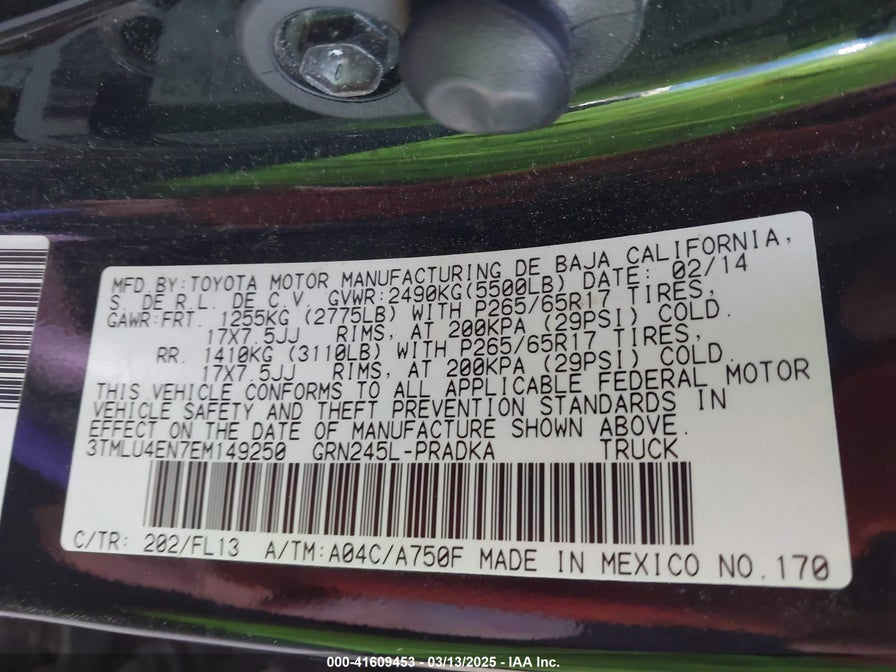 MFD.BY:TOYOTA MOTOR MANUFACTURING DE BAJA CALIFORNIA,
S. DE R.L. DE C.V. GVWR:2490KG(5500LB) DATE: 02/14
GAWR:FRT. 1255KG (2775LB) WITH P265/65R17 TIRES,
17X7.5JJ RIMS, AT 200KPA (29PSI) COLD.
RR. 1410KG (3110LB) WITH P265/65R17 TIRES,
17X7.5JJ RIMS, AT 200KPA (29PSI) COLD.
THIS VEHICLE CONFORMS TO ALL APPLICABLE FEDERAL MOTOR
VEHICLE SAFETY AND THEFT PREVENTION STANDARDS IN
EFFECT ON THE DATE OF MANUFACTURE SHOWN ABOVE.
3TMLU4EN7EM149250 GRN245L-PRADKA TRUCK
C/TR: 202/FL13 A/TM:A04C/A750F MADE IN MEXICO NO.170
000-41609453 - 03/13/2025 - IAA Inc.